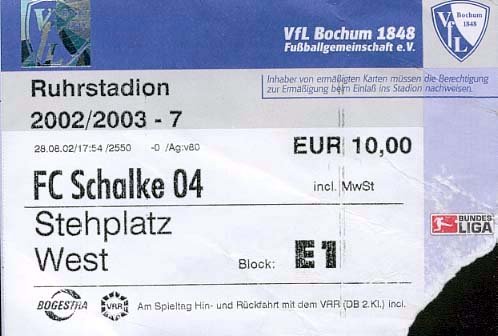 VfL
VfL Bochum 1848
Fußballgemeinschaft e.V.
Bochum
1848
VfL
Inhaber von ermäßigten Karten müssen die Berechtigung
zur Ermäßigung beim Einlaß ins Stadion nachweisen.
Ruhrstadion
2002/2003 - 7
28.08.02/17:54 /2550 -0 /Ag:v80
EUR 10,00
FC Schalke 04
incl. MwSt
Stehplatz
West
Block: E1
BUNDES
LIGA
BOGESTRA
VRR
Am Spieltag Hin- und Rückfahrt mit dem VRR (DB 2.Kl.) incl.